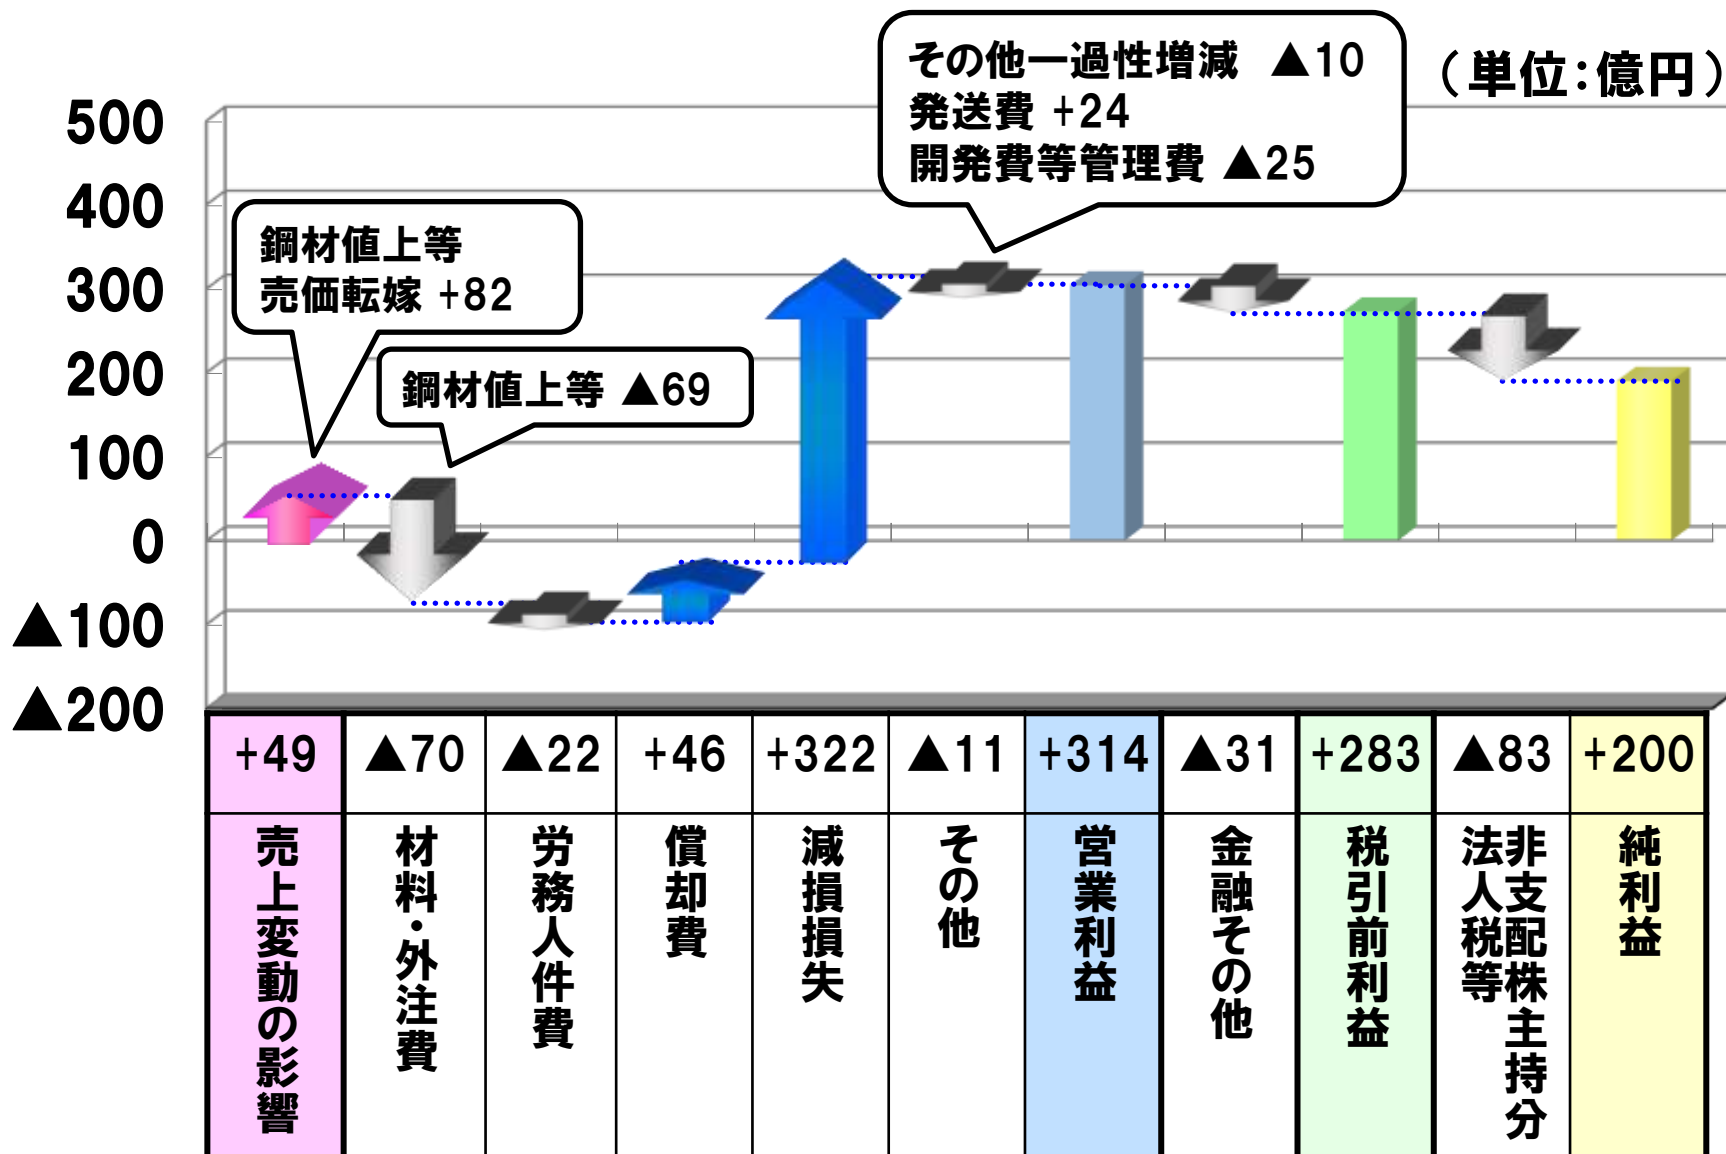 その他一過性増減 ▲10
発送費 +24
開発費等管理費 ▲25
（単位：億円）
500
400
300
200
100
0
▲100
▲200
鋼材値上等
売価転嫁 +82
鋼材値上等 ▲69
+49 ▲70 ▲22 +46 +322 ▲11 +314 ▲31 +283 ▲83 +200
売上変動の影響
材料・外注費
労務人件費
償却費
減損損失
その他
営業利益
金融その他
税引前利益
非支配株主持分
法人税等
純利益